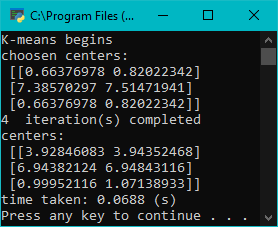 C:\Program Files (...
K-means begins
choosen centers:
[[0.66376978 0.82022342]
[7.38570297 7.51471941]
[0.66376978 0.82022342]]
4 iteration(s) completed
centers:
[[3.92846083 3.94352468]
[6.94382124 6.94843116]
[0.99952116 1.07138933]]
time taken: 0.0688 (s)
Press any key to continue . . .